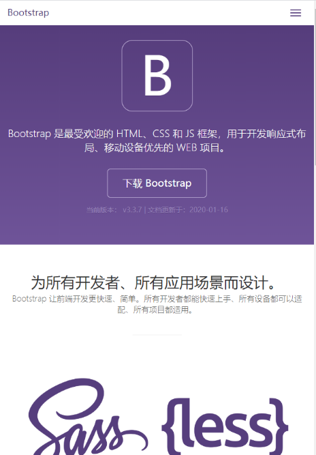 Bootstrap
B
Bootstrap 是最受欢迎的 HTML、CSS 和 JS 框架，用于开发响应式布
局、移动设备优先的 WEB 项目。
下载 Bootstrap
当前版本： v3.3.7 | 文档更新于：2020-01-16
为所有开发者、所有应用场景而设计。
Bootstrap 让前端开发更快速、简单。所有开发者都能快速上手、所有设备都可以适
配、所有项目都适用。
Sass {less}